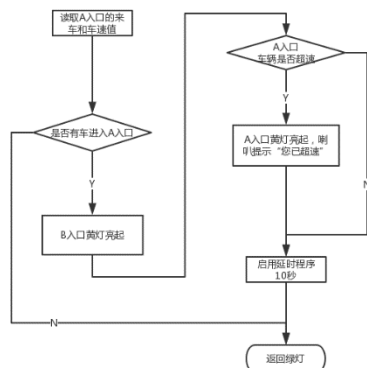 读取A入口的来
车和车速值
是否有车进入A入口
Y
B入口黄灯亮起
N
A入口
车辆是否超速
Y
A入口黄灯亮起，喇
叭提示“您已超速”
N
启用延时程序
10秒
返回绿灯